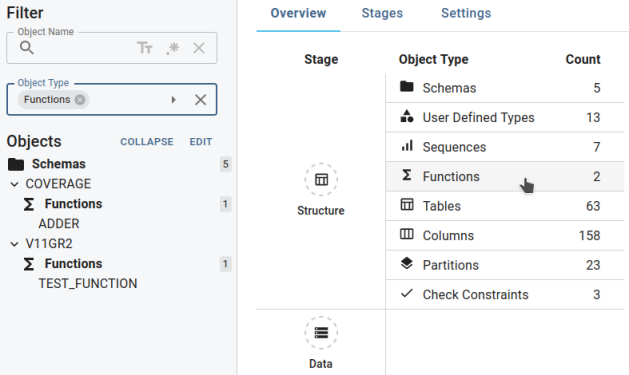 Filter
Object Name
Tт .*
Object Type
Functions
Objects COLLAPSE EDIT
Schemas 5
COVERAGE
Functions 1
ADDER
V11GR2
Functions 1
TEST_FUNCTION
Overview Stages Settings
Stage Object Type Count
Schemas 5
User Defined Types 13
Sequences 7
Functions 2
Tables 63
Columns 158
Partitions 23
Check Constraints 3
Structure
Data